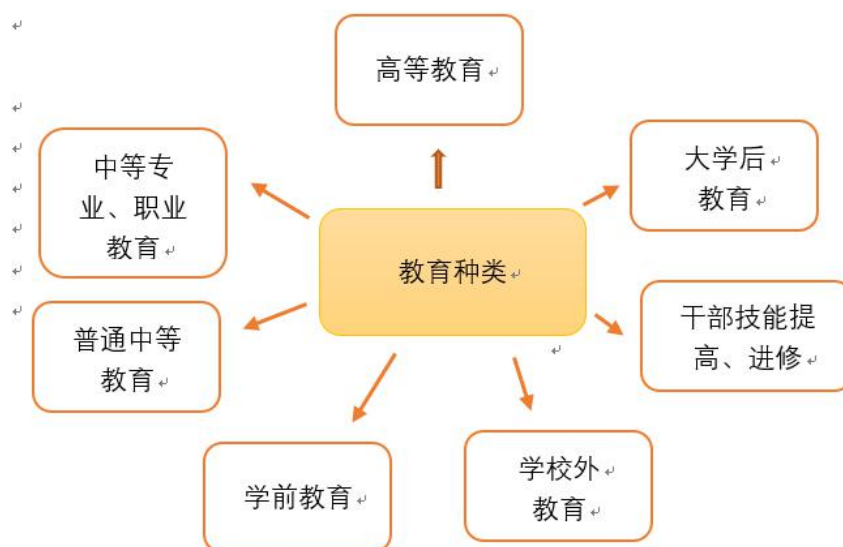 高等教育
中等专
业、职业
教育
大学后
教育
教育种类
普通中等
教育
干部技能提
高、进修
学前教育
学校外
教育